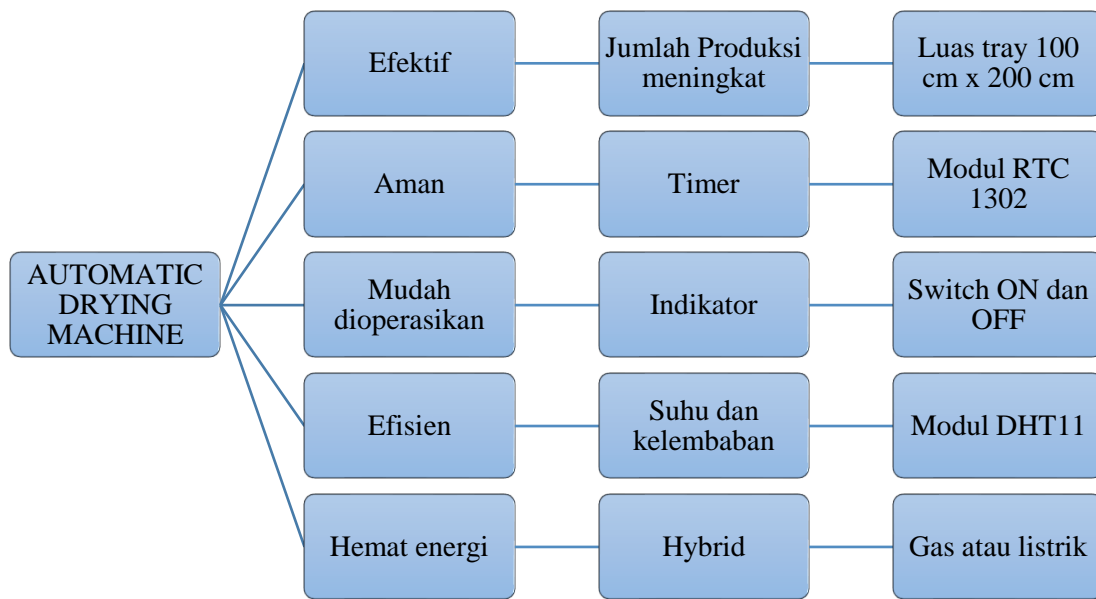 Efektif
Jumlah Produksi
meningkat
Luas tray 100
cm x 200 cm
Aman
Timer
Modul RTC
1302
AUTOMATIC
DRYING
MACHINE
Mudah
dioperasikan
Indikator
Switch ON dan
OFF
Efisien
Suhu dan
kelembaban
Modul DHT11
Hemat energi
Hybrid
Gas atau listrik